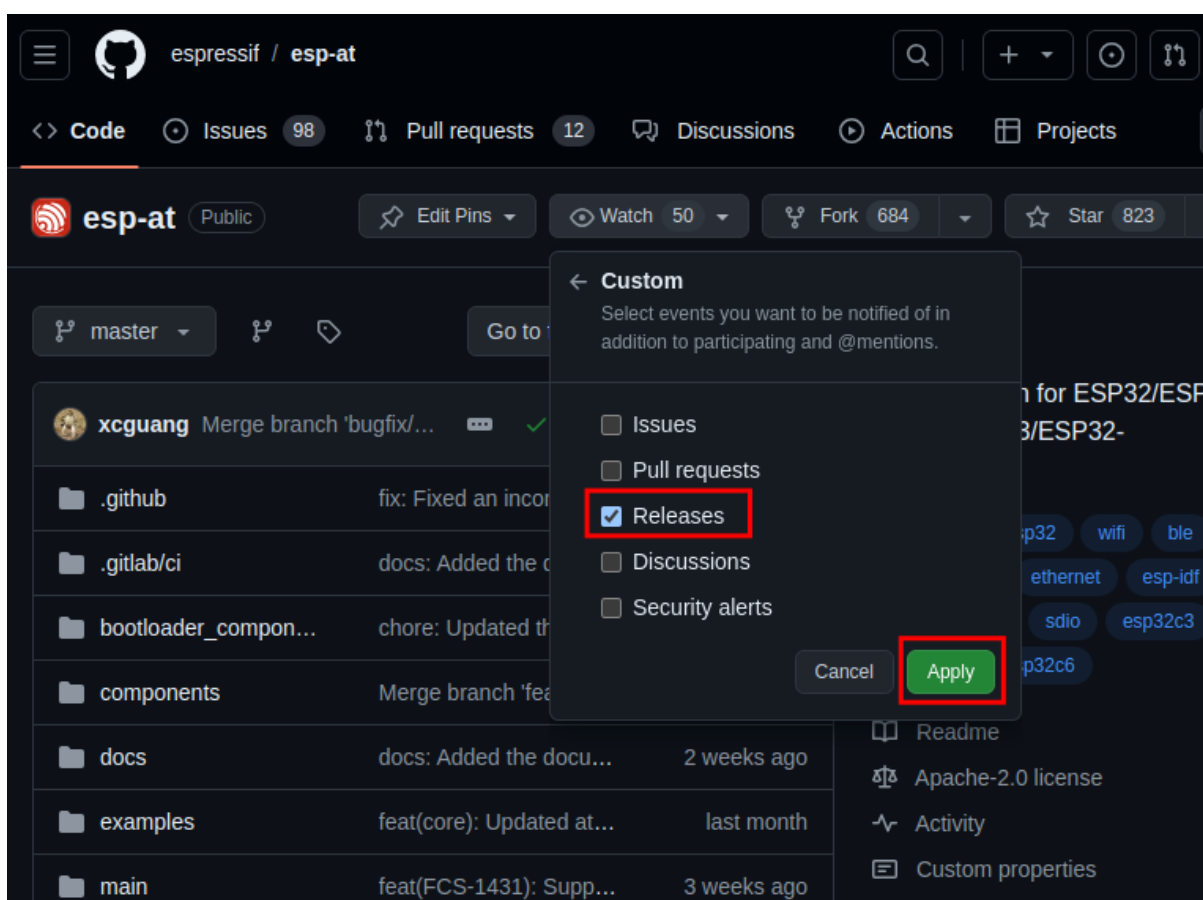 espressif / esp-at
Code Issues 98 Pull requests 12 Discussions Actions Projects
esp-at Public Edit Pins Watch 50 Fork 684 Star 823
Custom
Select events you want to be notified of in
addition to participating and @mentions.
master Go to
n for ESP32/ESP
3/ESP32-
xcguang Merge branch 'bugfix/...
Issues
Pull requests
.github fix: Fixed an incor
Releases
sp32 wifi ble
.gitlab/ci docs: Added the
Discussions
ethernet esp-idf
bootloader_compon... chore: Updated th
Security alerts
sdio esp32c3
Cancel Apply
sp32c6
components Merge branch 'fea
Readme
docs docs: Added the docu... 2 weeks ago
Apache-2.0 license
examples feat(core): Updated at... last month
Activity
Custom properties
main feat(FCS-1431): Supp... 3 weeks ago